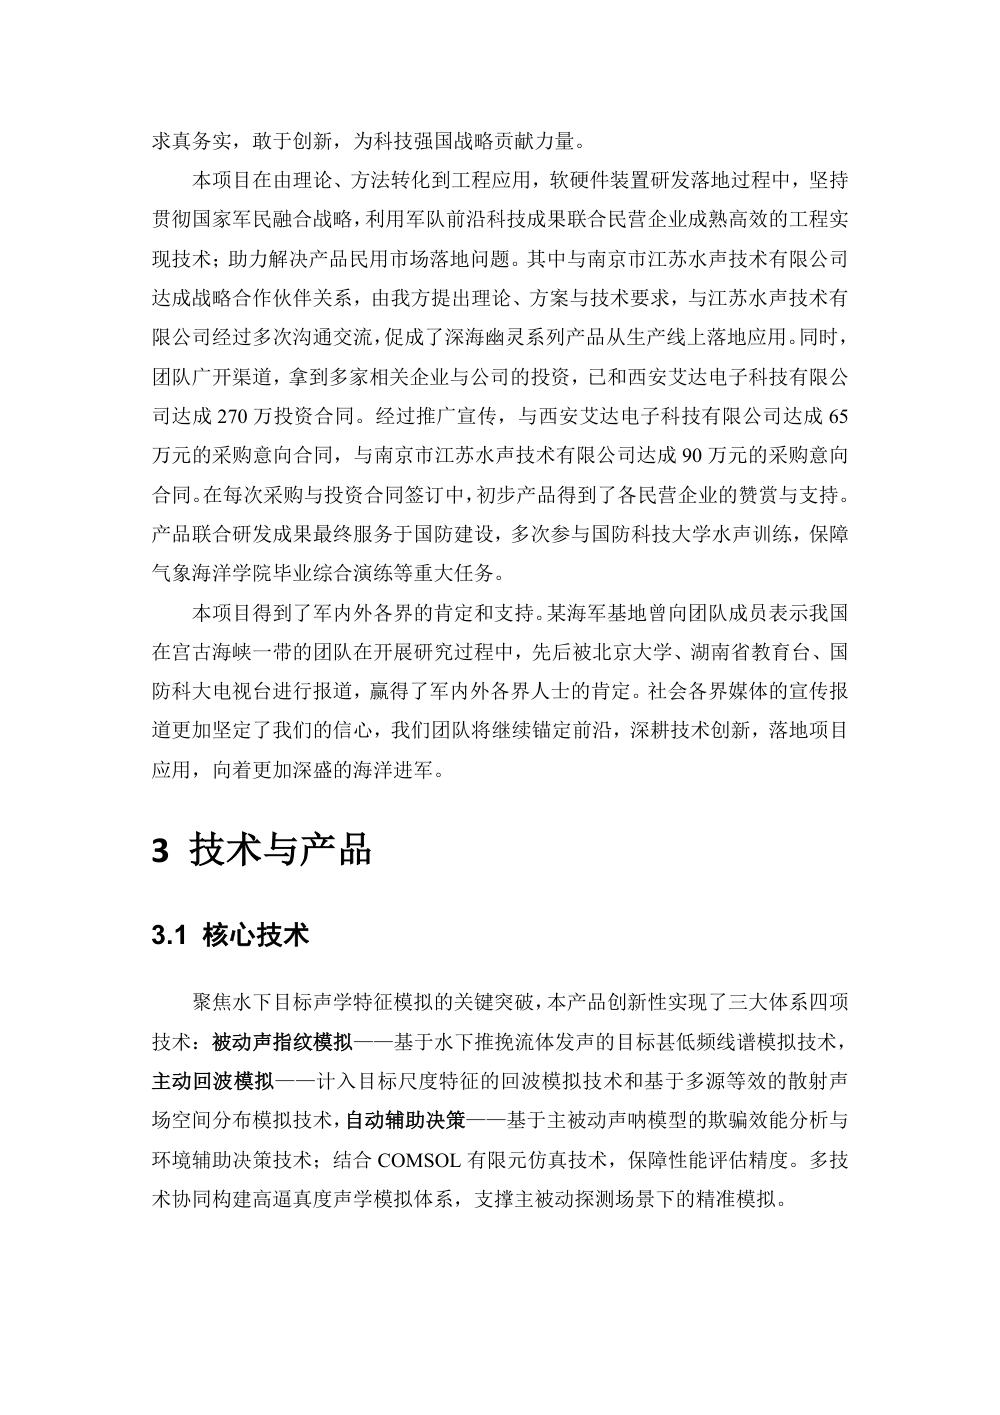 求真务实，敢于创新，为科技强国战略贡献力量。
本项目在由理论、方法转化到工程应用，软硬件装置研发落地过程中，坚持
贯彻国家军民融合战略，利用军队前沿科技成果联合民营企业成熟高效的工程实
现技术；助力解决产品民用市场落地问题。其中与南京市江苏水声技术有限公司
达成战略合作伙伴关系，由我方提出理论、方案与技术要求，与江苏水声技术有
限公司经过多次沟通交流，促成了深海幽灵系列产品从生产线上落地应用。同时，
团队广开渠道，拿到多家相关企业与公司的投资，已和西安艾达电子科技有限公
司达成 270 万投资合同。经过推广宣传，与西安艾达电子科技有限公司达成 65
万元的采购意向合同，与南京市江苏水声技术有限公司达成 90 万元的采购意向
合同。在每次采购与投资合同签订中，初步产品得到了各民营企业的赞赏与支持。
产品联合研发成果最终服务于国防建设，多次参与国防科技大学水声训练，保障
气象海洋学院毕业综合演练等重大任务。
本项目得到了军内外各界的肯定和支持。某海军基地曾向团队成员表示我国
在宫古海峡一带的团队在开展研究过程中，先后被北京大学、湖南省教育台、国
防科大电视台进行报道，赢得了军内外各界人士的肯定。社会各界媒体的宣传报
道更加坚定了我们的信心，我们团队将继续锚定前沿，深耕技术创新，落地项目
应用，向着更加深盛的海洋进军。
3 技术与产品
3.1 核心技术
聚焦水下目标声学特征模拟的关键突破，本产品创新性实现了三大体系四项
技术：被动声指纹模拟——基于水下推挽流体发声的目标甚低频线谱模拟技术，
主动回波模拟——计入目标尺度特征的回波模拟技术和基于多源等效的散射声
场空间分布模拟技术，自动辅助决策——基于主被动声呐模型的欺骗效能分析与
环境辅助决策技术；结合 COMSOL 有限元仿真技术，保障性能评估精度。多技
术协同构建高逼真度声学模拟体系，支撑主被动探测场景下的精准模拟。